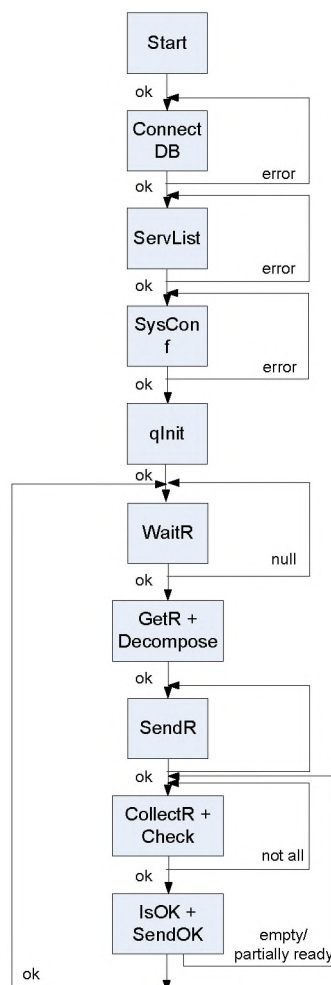 Start
ok
Connect
DB
error
ok
ServList
error
ok
SysCon
f
error
ok
qInit
ok
WaitR
null
ok
GetR +
Decompose
ok
SendR
ok
CollectR +
Check
not all
ok
IsOK +
SendOK
empty/
partially ready
ok